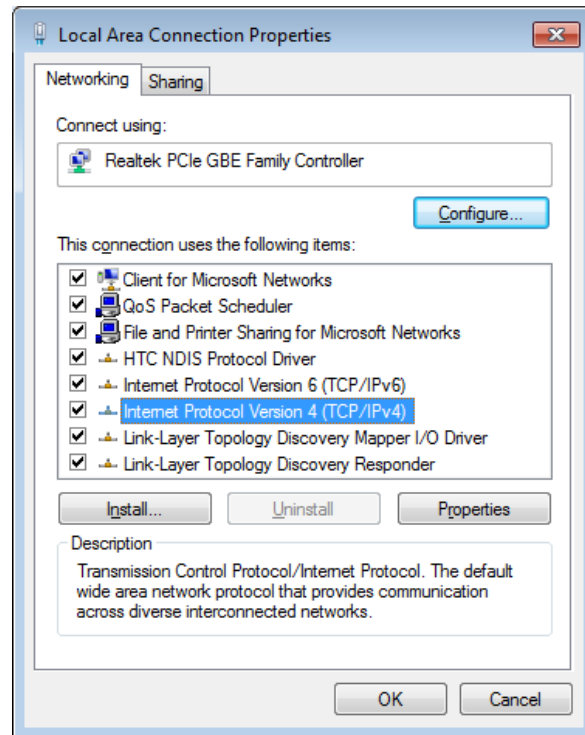 Local Area Connection Properties
Networking
Sharing
Connect using:
Realtek PCIe GBE Family Controller
Configure...
This connection uses the following items:
Client for Microsoft Networks
QoS Packet Scheduler
File and Printer Sharing for Microsoft Networks
HTC NDIS Protocol Driver
Internet Protocol Version 6 (TCP/IPv6)
Internet Protocol Version 4 (TCP/IPv4)
Link-Layer Topology Discovery Mapper I/O Driver
Link-Layer Topology Discovery Responder
Install...
Uninstall
Properties
Description
Transmission Control Protocol/Internet Protocol. The default
wide area network protocol that provides communication
across diverse interconnected networks.
OK
Cancel